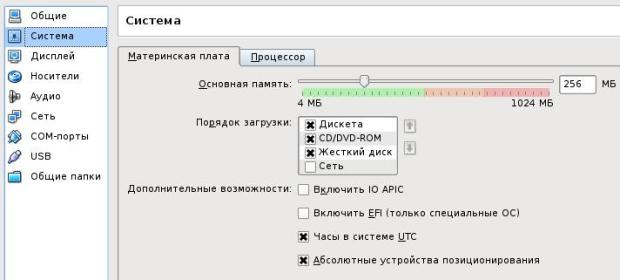 Общие
Система
Дисплей
Носители
Аудио
Сеть
COM-порты
USB
Общие папки
Система
Материнская плата
Процессор
Основная память:
256 МБ
4 МБ
1024 МБ
Порядок загрузки:
Дискета
CD/DVD-ROM
Жесткий диск
Сеть
Дополнительные возможности:
Включить IO APIC
Включить EFI (только специальные ОС)
Часы в системе UTC
Абсолютные устройства позиционирования